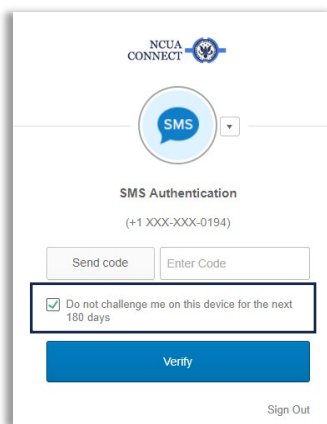 NCUA
CONNECT
SMS
SMS Authentication
(+1 XXX-XXX-0194)
Send code
Enter Code
Do not challenge me on this device for the next
180 days
Verify
Sign Out